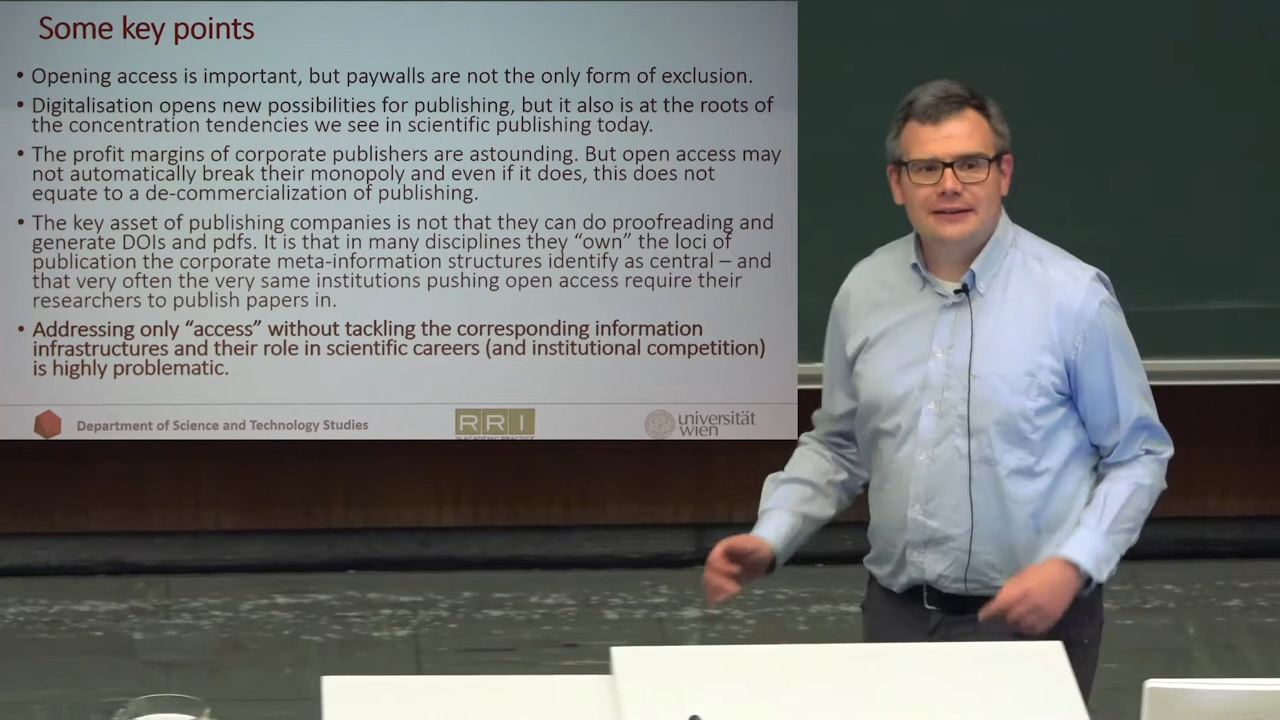 Some key points
• Opening access is important, but paywalls are not the only form of exclusion.
• Digitalisation opens new possibilities for publishing, but it also is at the roots of
the concentration tendencies we see in scientific publishing today.
• The profit margins of corporate publishers are astounding. But open access may
not automatically break their monopoly and even if it does, this does not
equate to a de-commercialization of publishing.
• The key asset of publishing companies is not that they can do proofreading and
generate DOIs and pdfs. It is that in many disciplines they “own” the loci of
publication the corporate meta-information structures identify as central – and
that very often the very same institutions pushing open access require their
researchers to publish papers in.
• Addressing only “access” without tackling the corresponding information
infrastructures and their role in scientific careers (and institutional competition)
is highly problematic.
Department of Science and Technology Studies
RRI
universität
wien